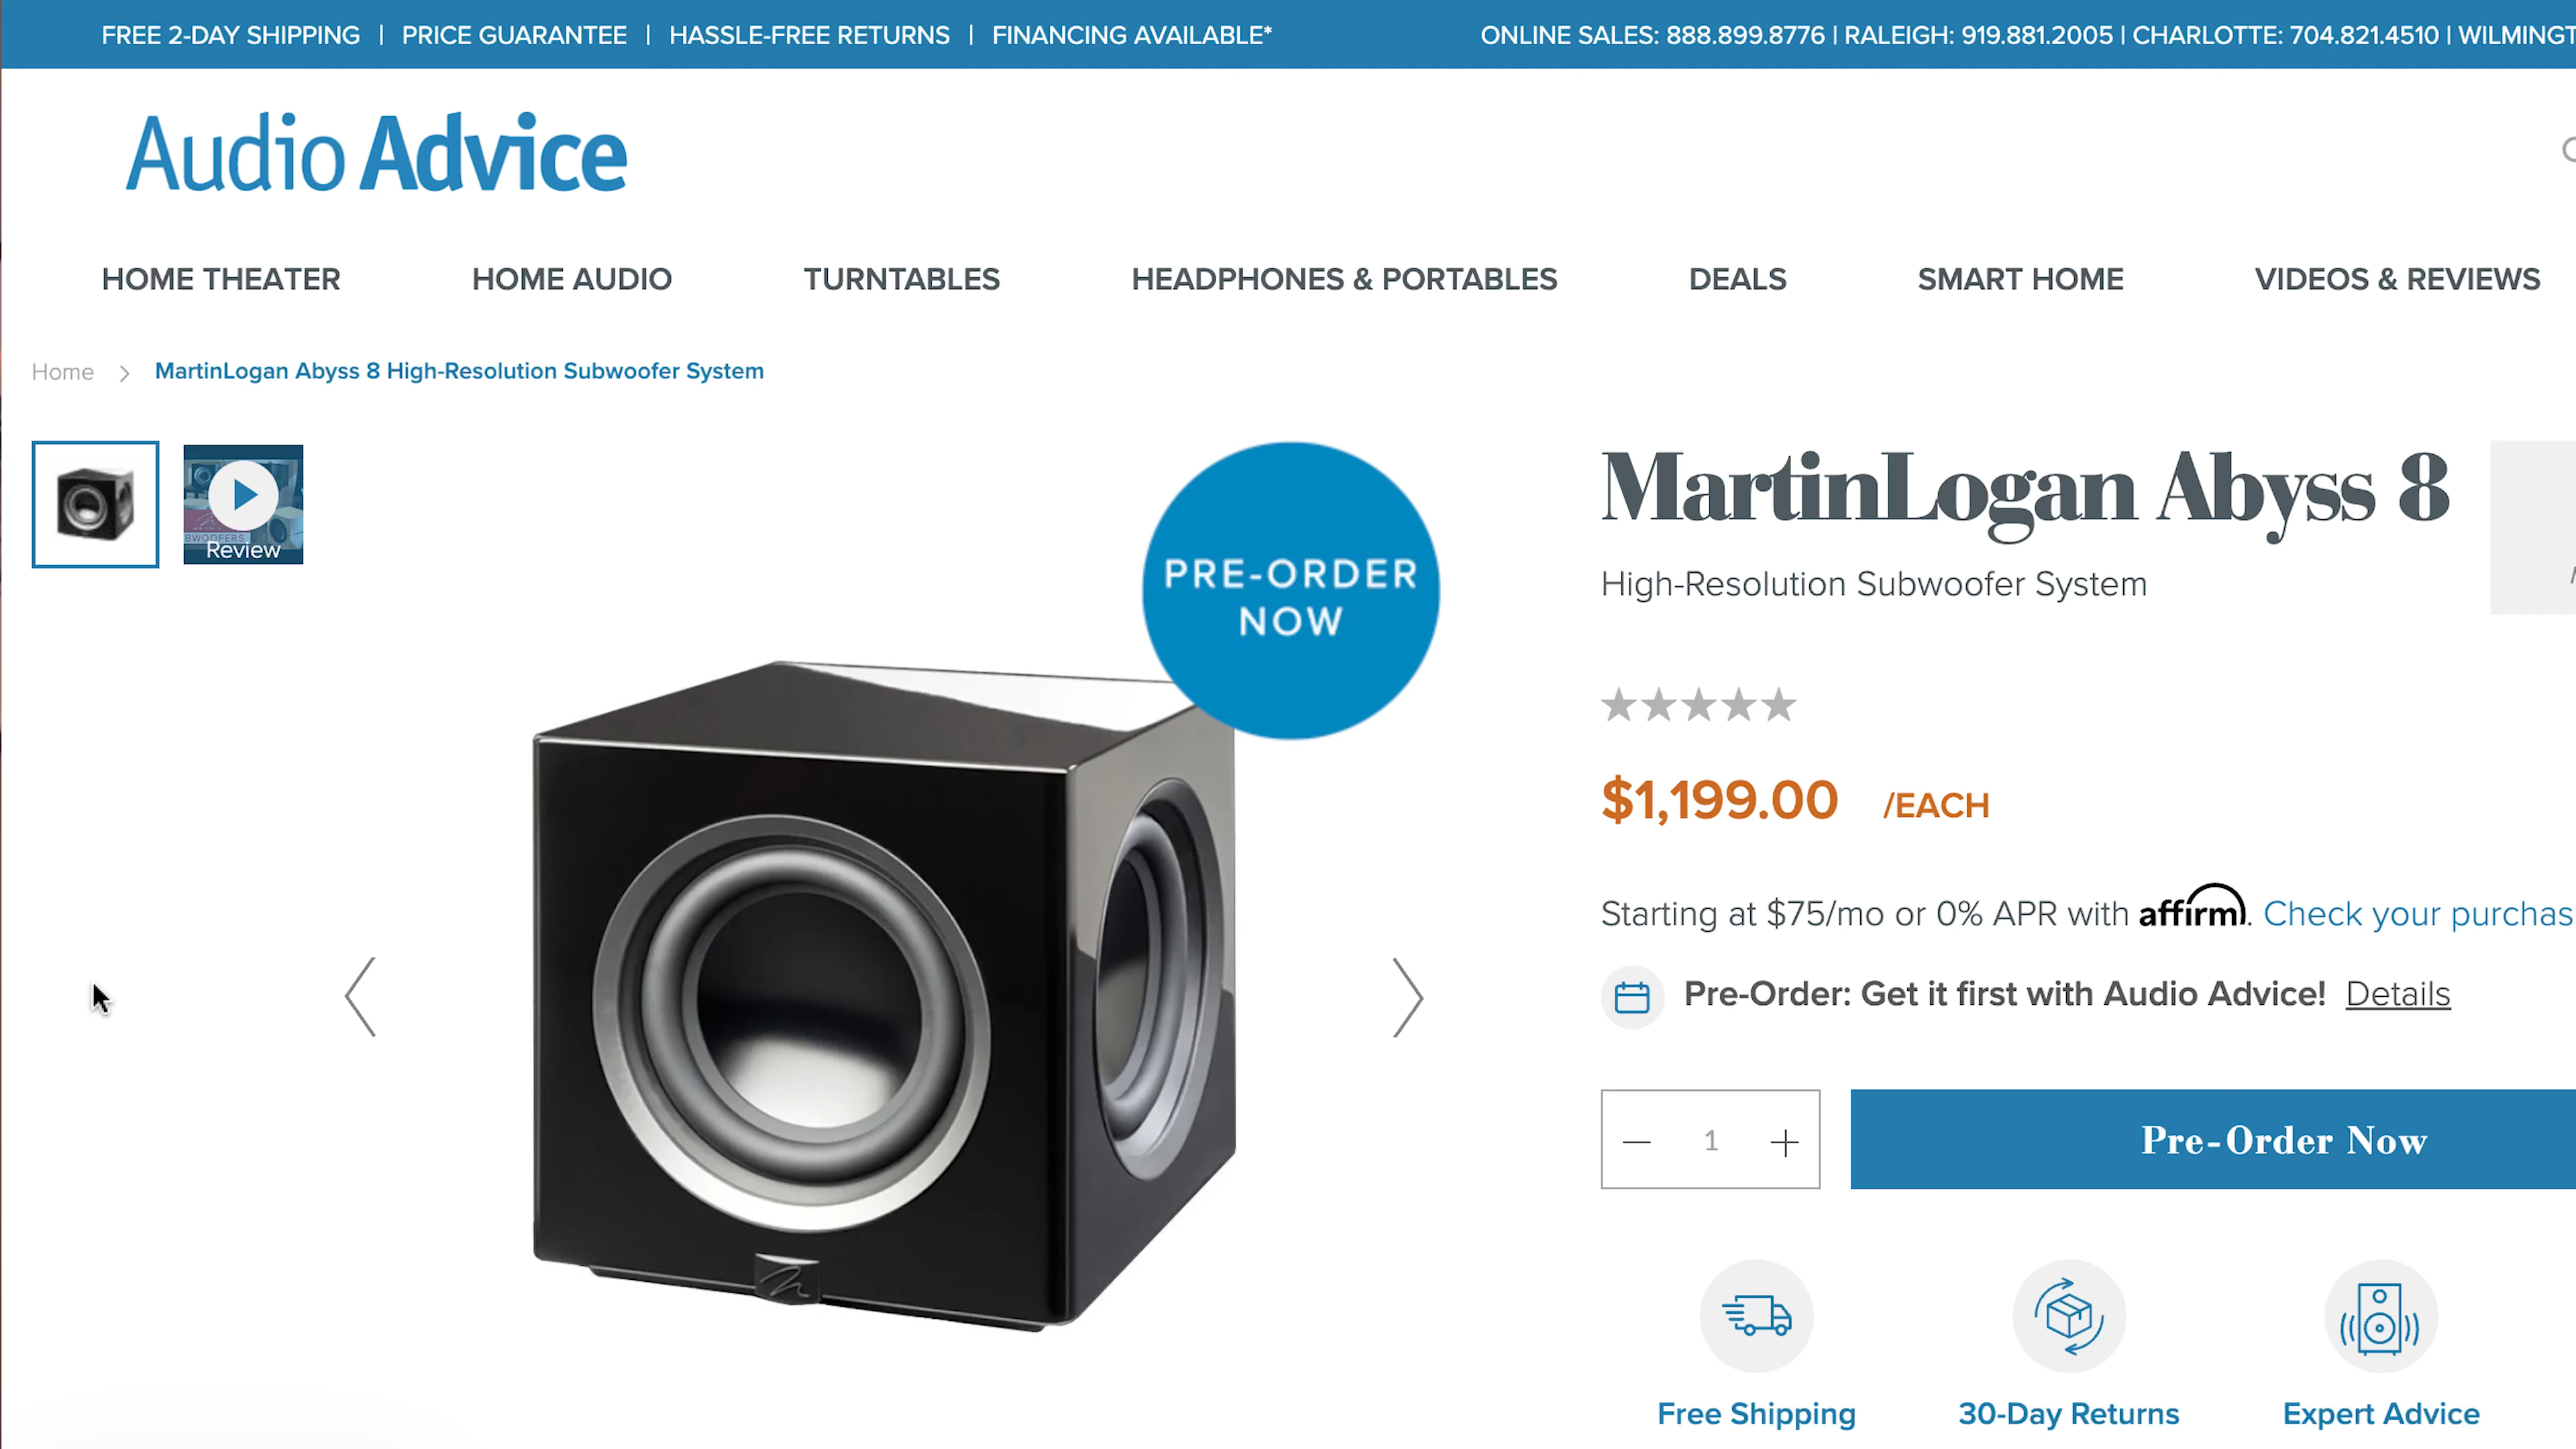 FREE 2-DAY SHIPPING | PRICE GUARANTEE | HASSLE-FREE RETURNS | FINANCING AVAILABLE*
ONLINE SALES: 888.899.8776 | RALEIGH: 919.881.2005 | CHARLOTTE: 704.821.4510 | WILMINGT
Audio Advice
HOME THEATER HOME AUDIO TURNTABLES HEADPHONES & PORTABLES DEALS SMART HOME VIDEOS & REVIEWS
Home > MartinLogan Abyss 8 High-Resolution Subwoofer System
Review
PRE-ORDER
NOW
MartinLogan Abyss 8
High-Resolution Subwoofer System
$1,199.00 /EACH
Starting at $75/mo or 0% APR with affirm. Check your purchas
Pre-Order: Get it first with Audio Advice! Details
1
Pre-Order Now
Free Shipping
30-Day Returns
Expert Advice